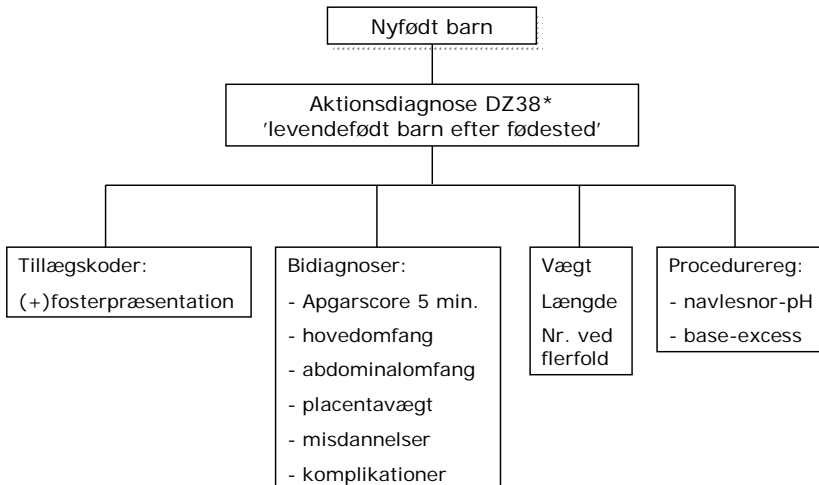 Nyfødt barn
Aktionsdiagnose DZ38*
'levendefødt barn efter fødested'
Tillægskoder:
(+)fosterpræsentation
Bidiagnoser:
- Apgarscore 5 min.
- hovedomfang
- abdominalomfang
- placentavægt
- misdannelser
- komplikationer
Vægt
Længde
Nr. ved
flerfold
Procedurereg:
- navlesnor-pH
- base-excess